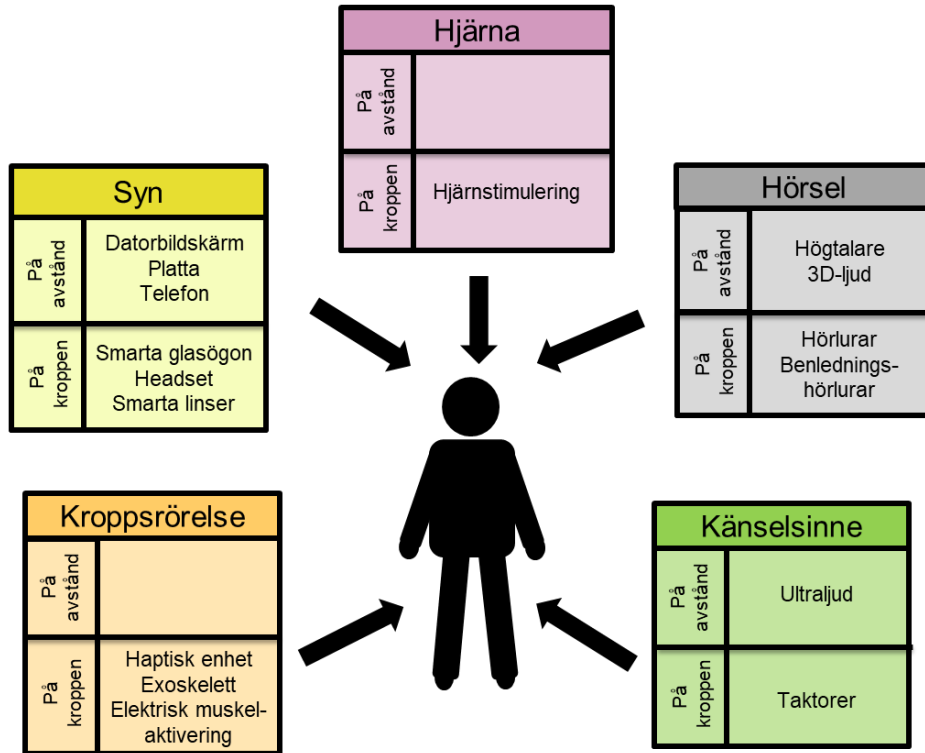 Hjärna
På
avstånd
På
kroppen
Hjärnstimulering
Syn
På
avstånd
Datorbildskärm
Platta
Telefon
På
kroppen
Smarta glasögon
Headset
Smarta linser
Hörsel
På
avstånd
Högtalare
3D-ljud
På
kroppen
Hörlurar
Benlednings-
hörlurar
Kroppsrörelse
På
avstånd
På
kroppen
Haptisk enhet
Exoskelett
Elektrisk muskel-
aktivering
Känselsinne
På
avstånd
Ultraljud
På
kroppen
Taktorer